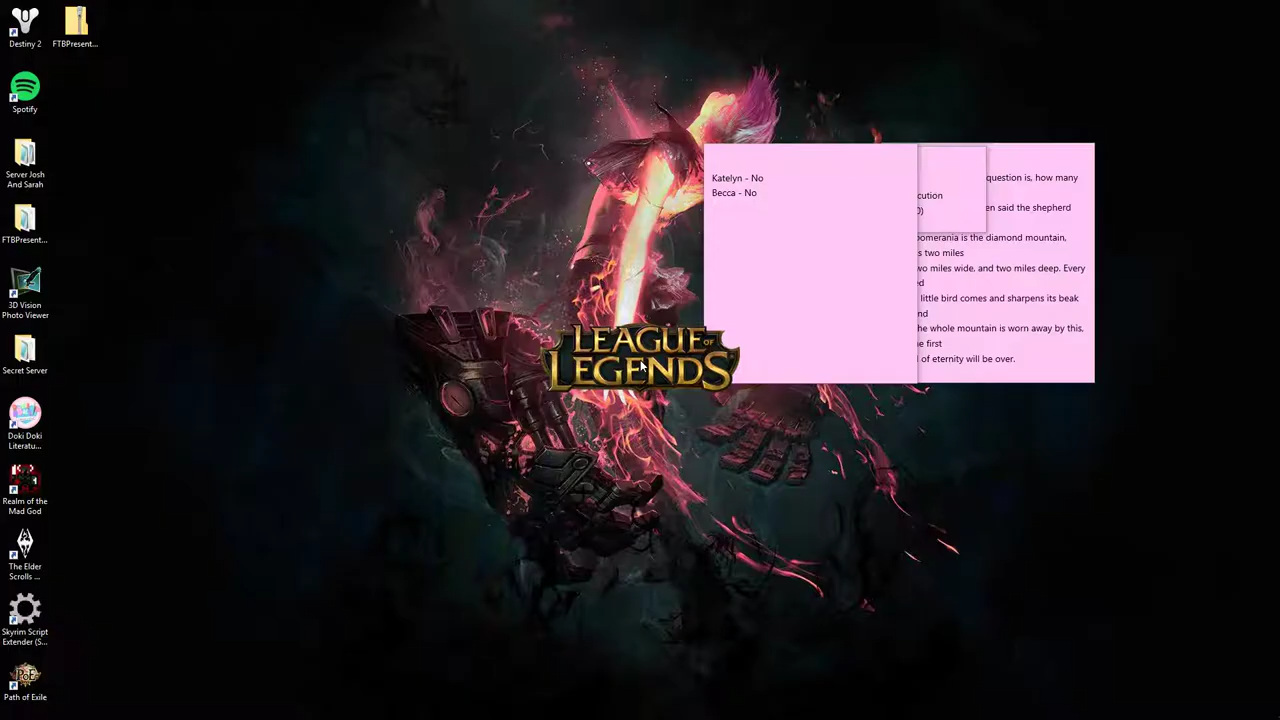 Destiny 2
FTBPresent...
Spotify
Server Josh
And Sarah
FTBPresent...
3D Vision
Photo Viewer
Secret Server
Doki Doki
Literatu...
Realm of the
Mad God
The Elder
Scrolls ...
Skyrim Script
Extender (S...
PoE
Path of Exile
LEAGUE OF
LEGENDS
Katelyn - No
Becca - No
cution
0)
question is, how many
en said the shepherd
pomerania is the diamond mountain,
s two miles
wo miles wide, and two miles deep. Every
ed
little bird comes and sharpens its beak
nd
he whole mountain is worn away by this,
e first
l of eternity will be over.